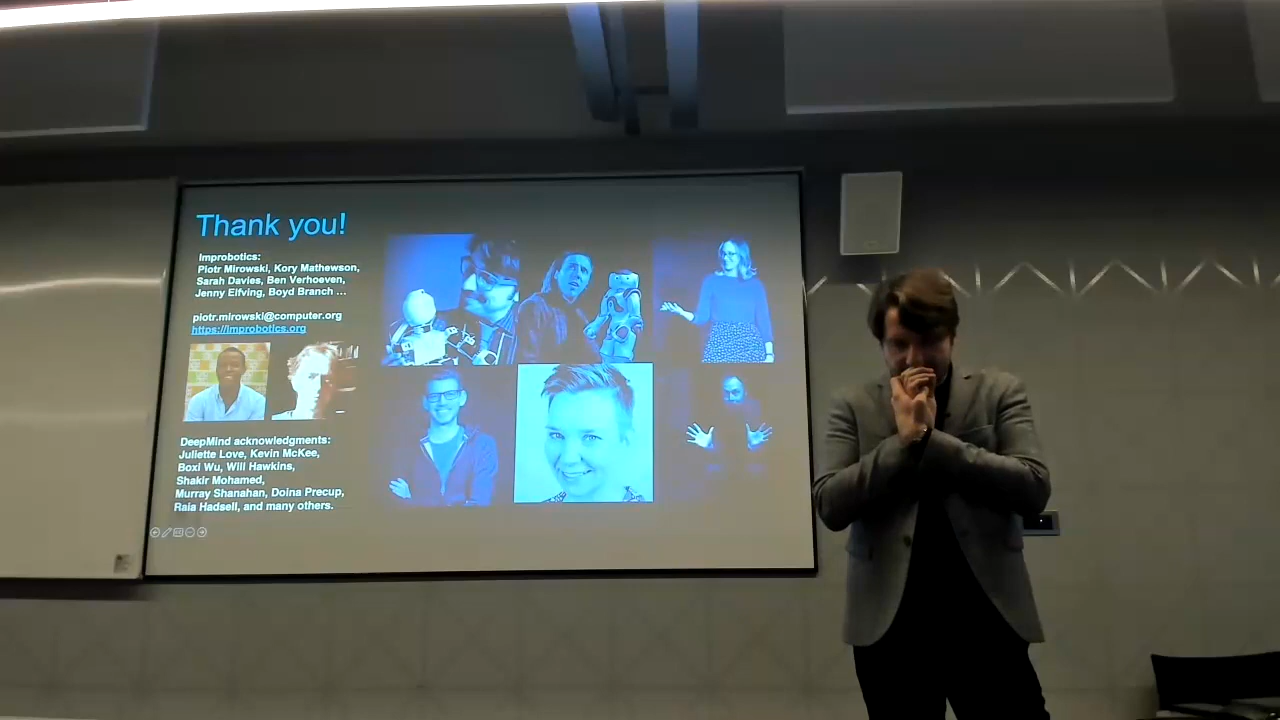 Thank you!
Improbotics:
Piotr Mirowski, Kory Mathewson,
Sarah Davies, Ben Verhoeven,
Jenny Elfving, Boyd Branch ...
piotr.mirowski@computer.org
https://improbotics.org
DeepMind acknowledgments:
Juliette Love, Kevin McKee,
Boxi Wu, Will Hawkins,
Shakir Mohamed,
Murray Shanahan, Doina Precup,
Raia Hadsell, and many others.